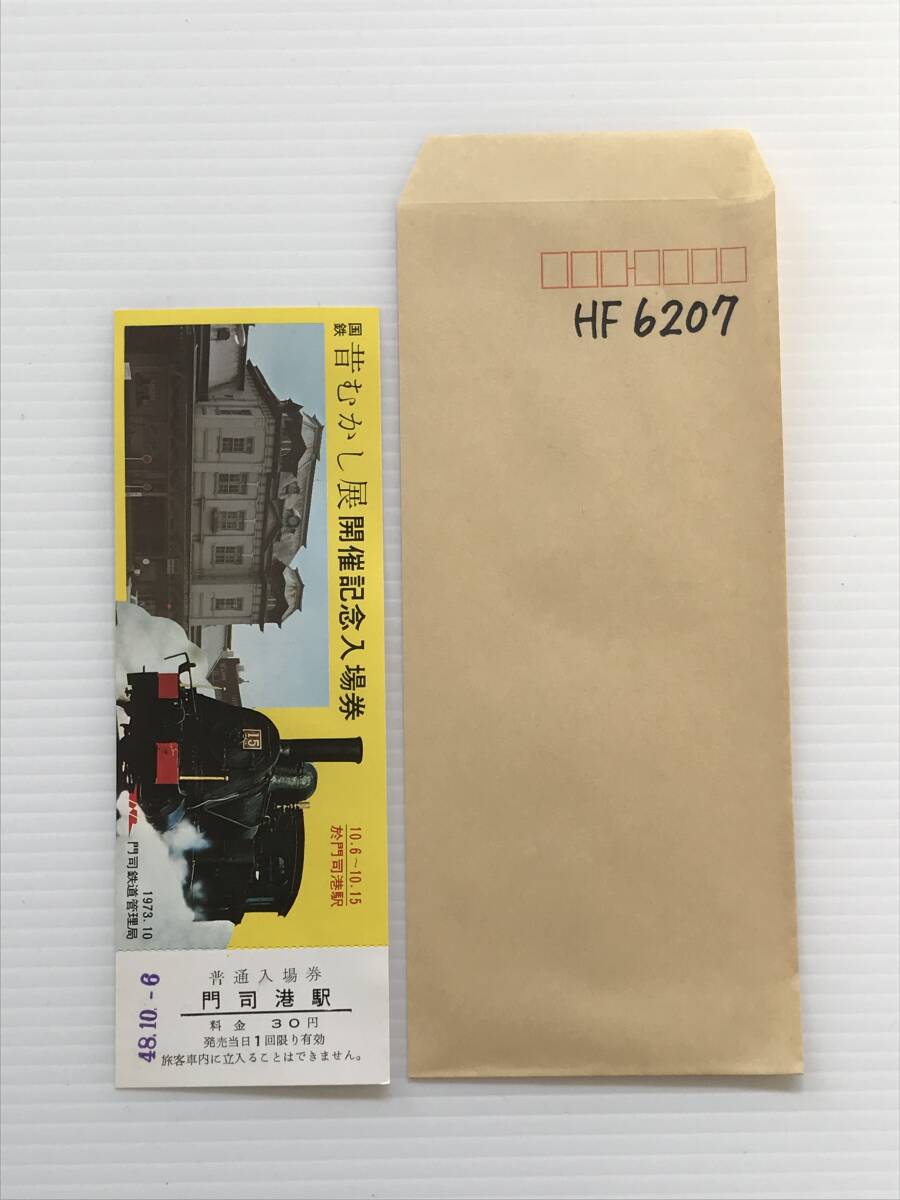 国鉄
昔むかし展開催記念入場券
15
10.6~10.15
於門司港駅
1973.10
門司鉄道管理局
普通入場券
門司港駅
料金 30円
発売当日1回限り有効
旅客車内に立入ることはできません。
48.10.-6
HF 6207